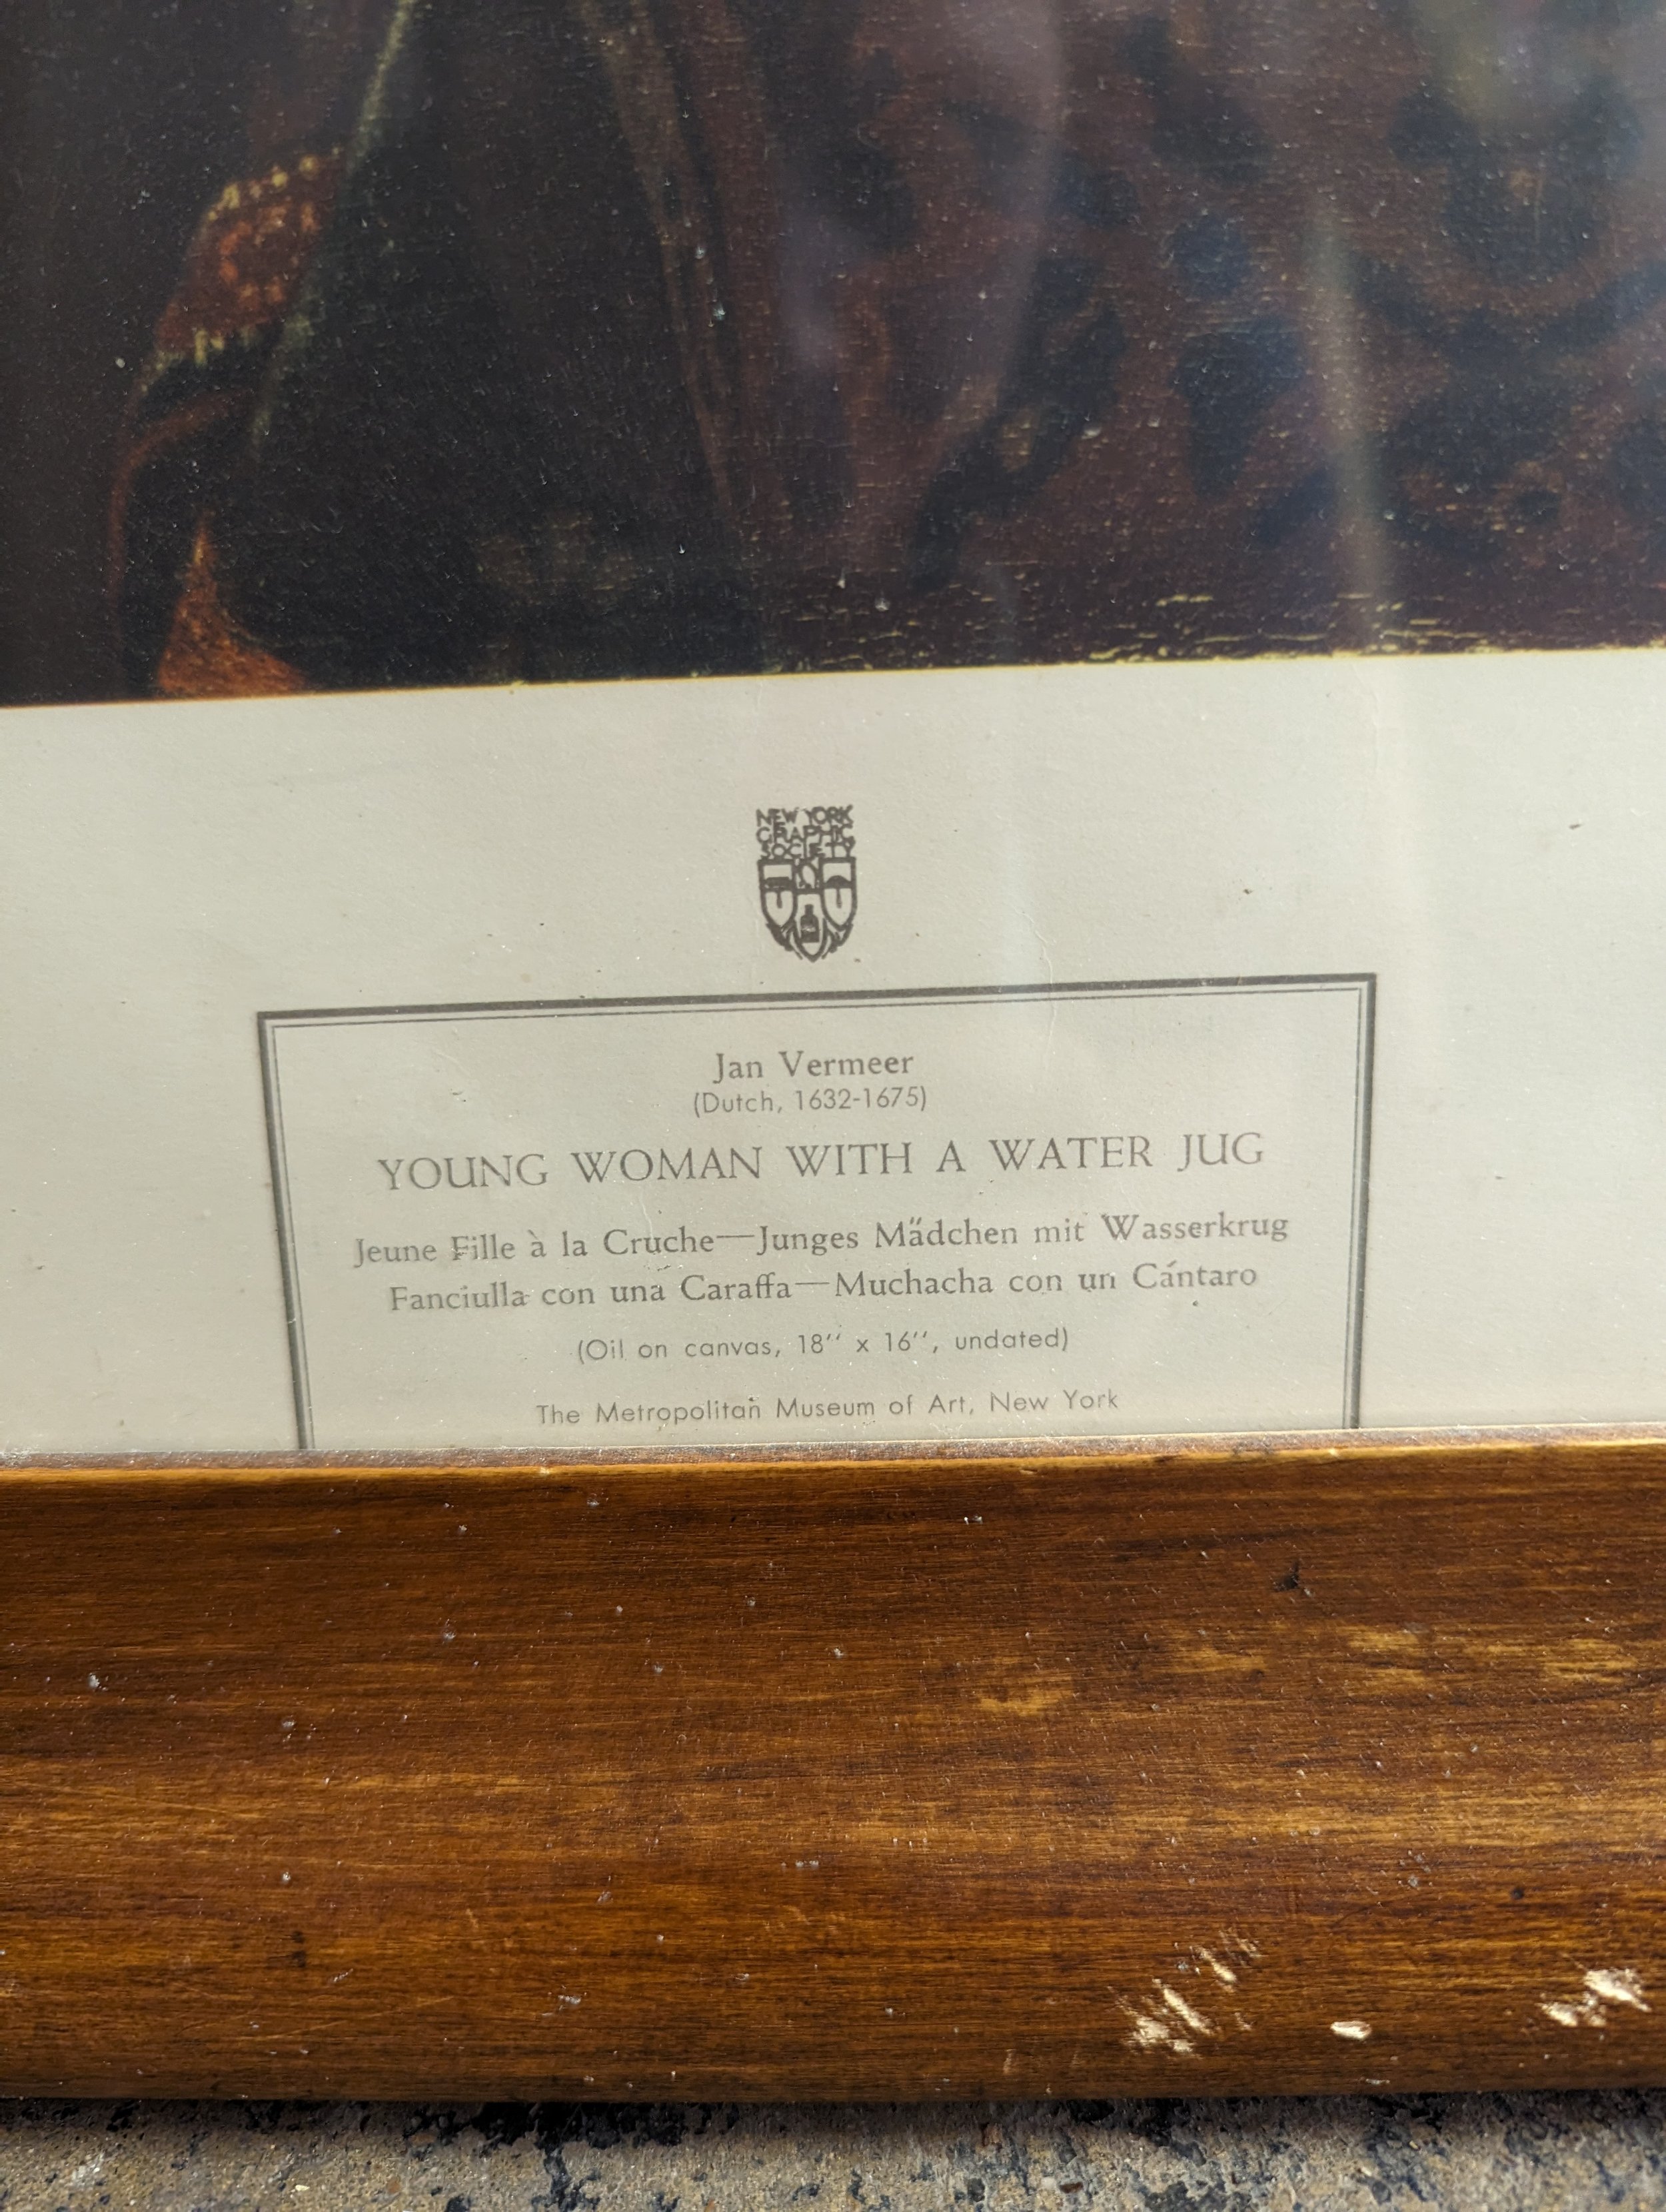 NEW YORK
GRAPHIC
SOCIETY
Jan Vermeer
(Dutch, 1632-1675)
YOUNG WOMAN WITH A WATER JUG
Jeune Fille à la Cruche—Junges Mädchen mit Wasserkrug
Fanciulla con una Caraffa—Muchacha con un Cántaro
(Oil on canvas, 18″ x 16″, undated)
The Metropolitan Museum of Art, New York